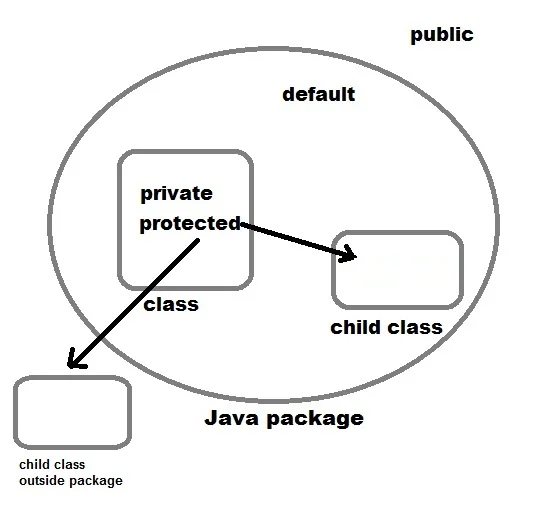 public
default
private
protected
class
child class
Java package
child class
outside package